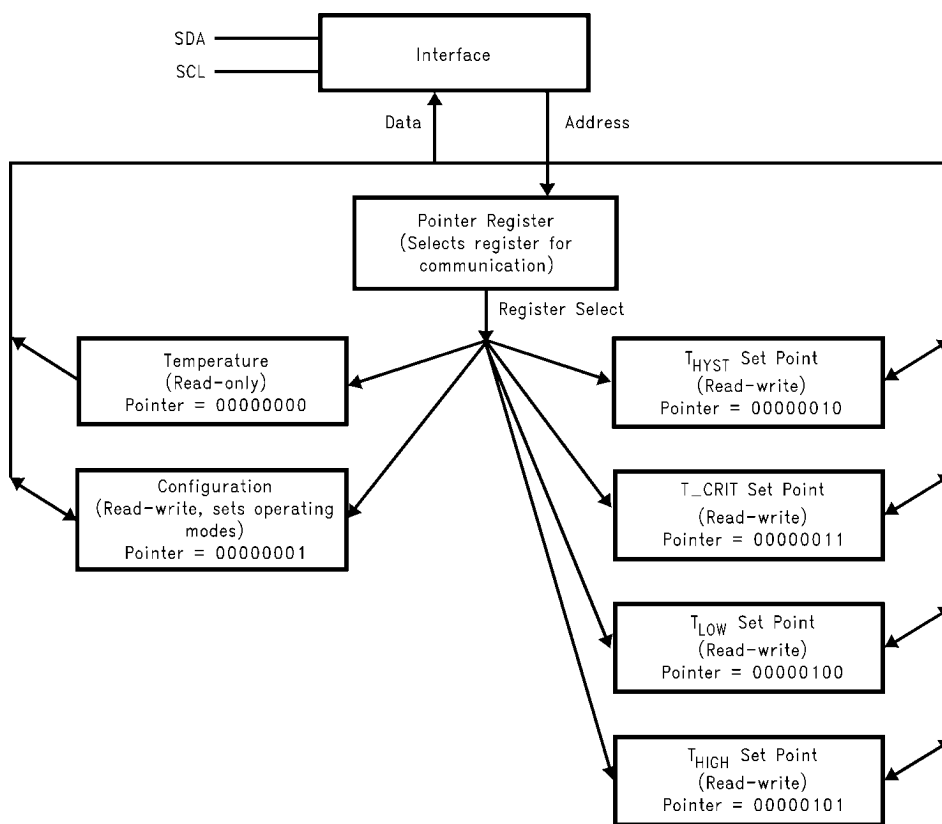 SDA
Interface
SCL
Data
Address
Pointer Register
(Selects register for
communication)
Register Select
Temperature
(Read-only)
Pointer = 00000000
THYST Set Point
(Read-write)
Pointer = 00000010
Configuration
(Read-write, sets operating
modes)
Pointer = 00000001
T_CRIT Set Point
(Read-write)
Pointer = 00000011
TLOW Set Point
(Read-write)
Pointer = 00000100
THIGH Set Point
(Read-write)
Pointer = 00000101